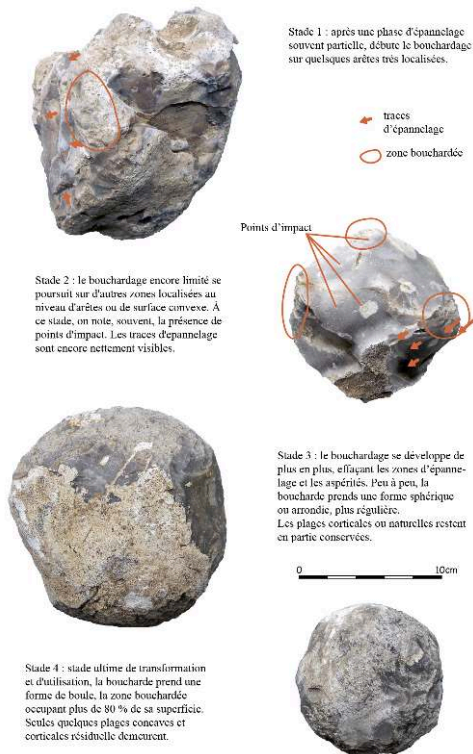 Stade 1 : après une phase d'épannelage
souvent partielle, débute le bouchardage
sur quelsques arêtes très localisées.
traces
d'épannelage
zone bouchardée
Points d'impact
Stade 2 : le bouchardage encore limité se
poursuit sur d'autres zones localisées au
niveau d'arêtes ou de surface convexe. À
ce stade, on note, souvent, la présence de
points d'impact. Les traces d'epannelage
sont encore nettement visibles.
Stade 3 : le bouchardage se développe de
plus en plus, effaçant les zones d'épanne-
lage et les aspérités. Peu à peu, la
boucharde prends une forme sphérique
ou arrondie, plus régulière.
Les plages corticales ou naturelles restent
en partie conservées.
0 10cm
Stade 4 : stade ultime de transformation
et d'utilisation, la boucharde prend une
forme de boule, la zone bouchardée
occupant plus de 80 % de sa superficie.
Seules quelques plages concaves et
corticales résiduelle demeurent.